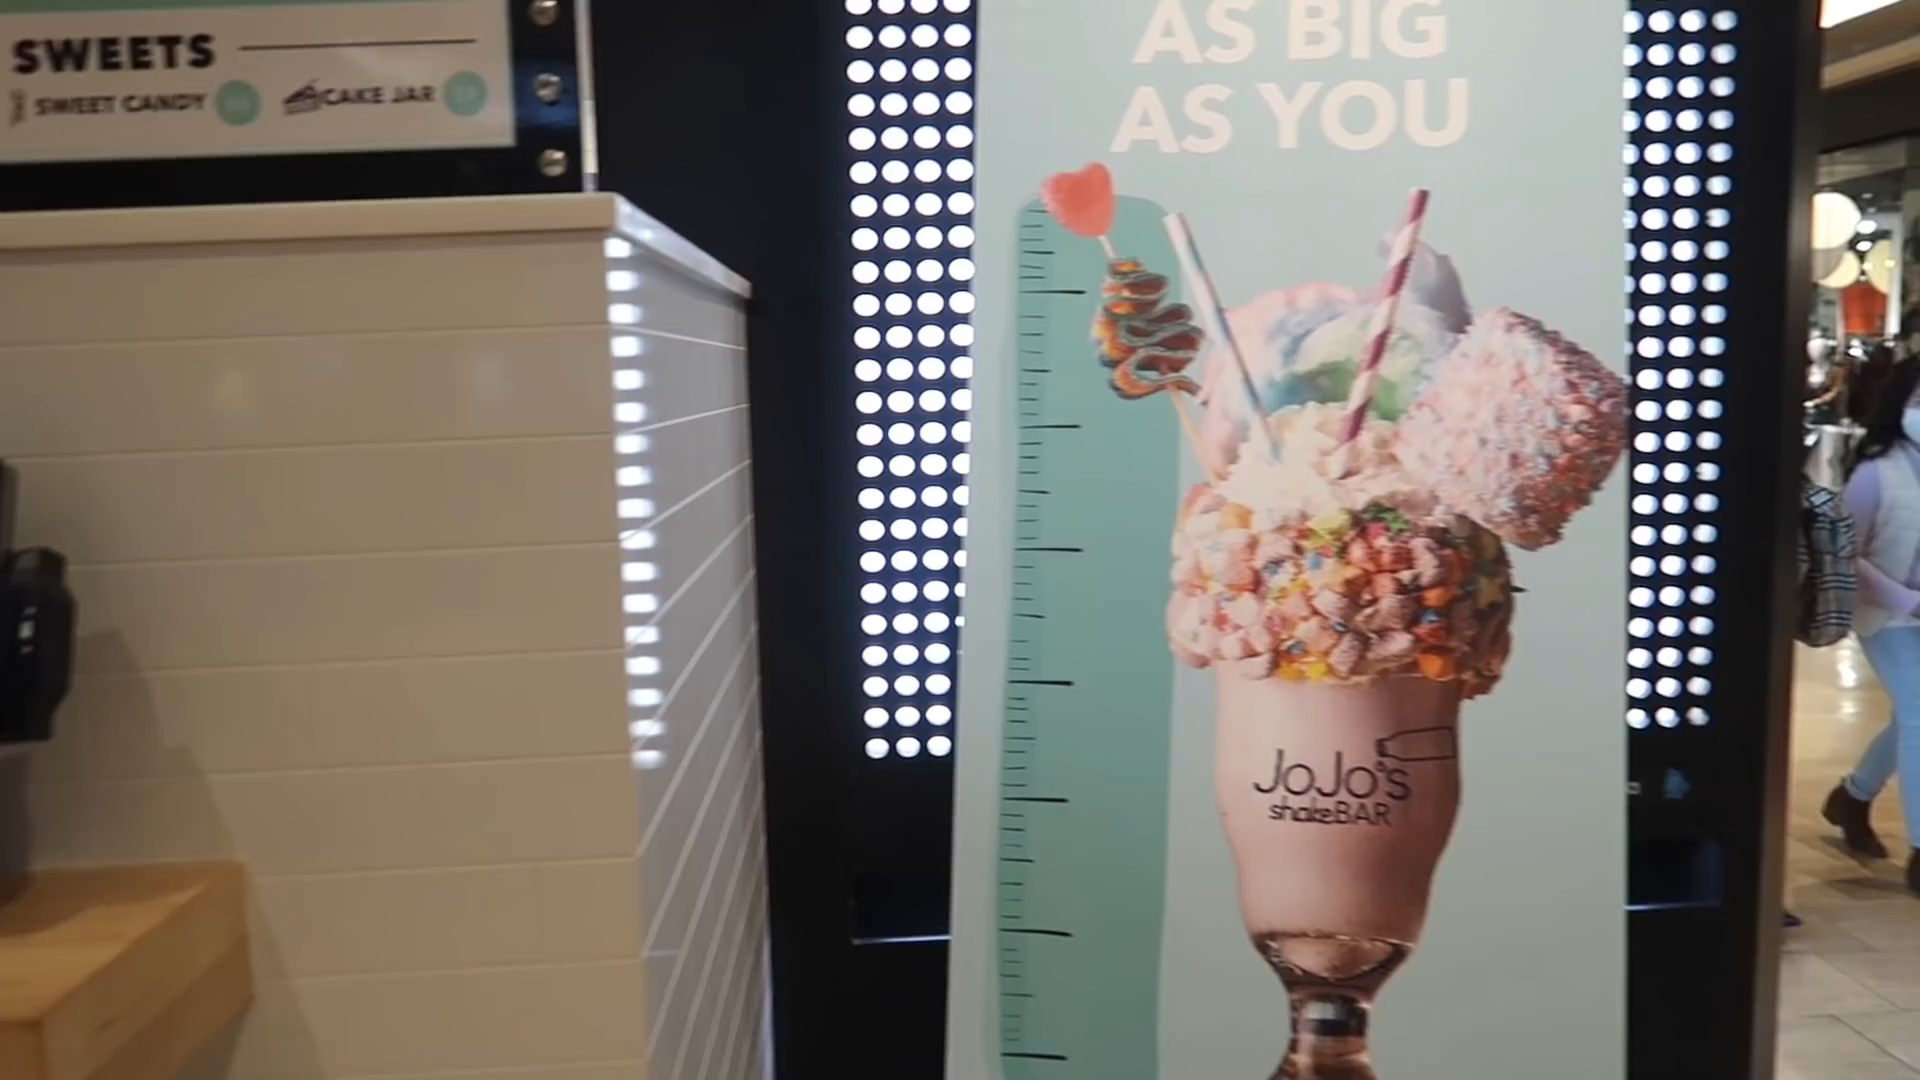 SWEETS
SWEET CANDY
CAKE JAR
AS BIG
AS YOU
JoJo's
shakeBAR